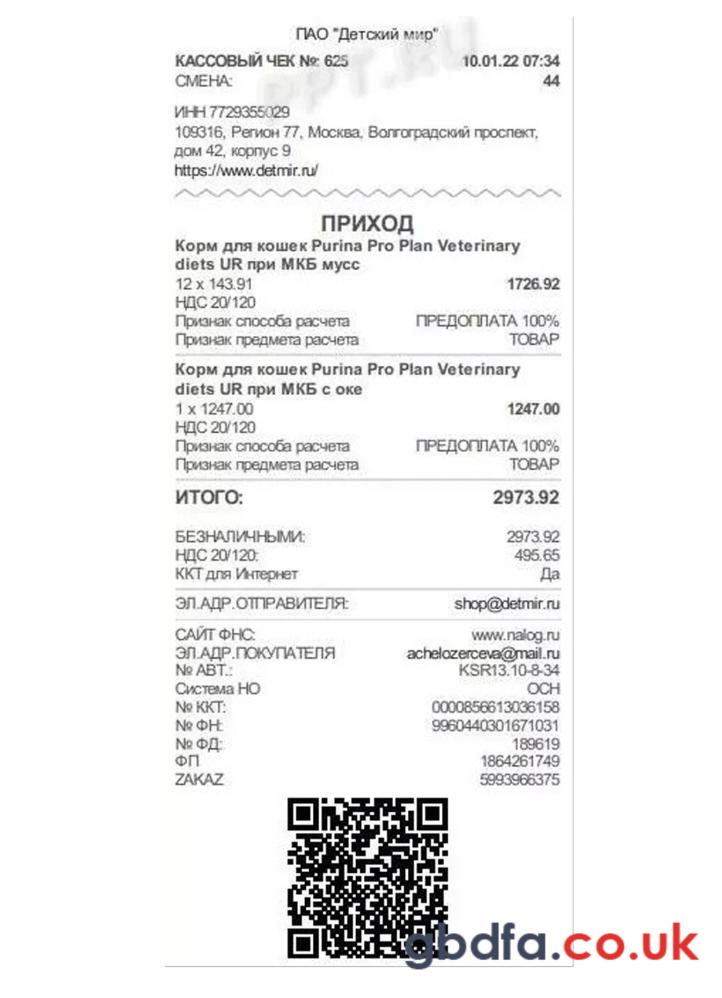 ПАО "Детский мир"
КАССОВЫЙ ЧЕК №: 625 10.01.22 07:34
СМЕНА: 44
PPT.RU
ИНН 7729355029
109316, Регион 77, Москва, Волгоградский проспект,
дом 42, корпус 9
https://www.detmir.ru/
ПРИХОД
Корм для кошек Purina Pro Plan Veterinary
diets UR при МКБ мусс
12 x 143.91 1726.92
НДС 20/120
Признак способа расчета ПРЕДОПЛАТА 100%
Признак предмета расчета ТОВАР
Корм для кошек Purina Pro Plan Veterinary
diets UR при МКБ с оке
1 x 1247.00 1247.00
НДС 20/120
Признак способа расчета ПРЕДОПЛАТА 100%
Признак предмета расчета ТОВАР
ИТОГО: 2973.92
БЕЗНАЛИЧНЫМИ: 2973.92
НДС 20/120: 495.65
ККТ для Интернет Да
ЭЛ.АДР.ОТПРАВИТЕЛЯ: shop@detmir.ru
САЙТ ФНС: www.nalog.ru
ЭЛ.АДР.ПОКУПАТЕЛЯ achelozerceva@mail.ru
№ АВТ.: KSR13.10-8-34
Система НО ОСН
№ ККТ: 0000856613036158
№ ФН: 9960440301671031
№ ФД: 189619
ФП 1864261749
ZAKAZ 5993966375
gbdfa.co.uk